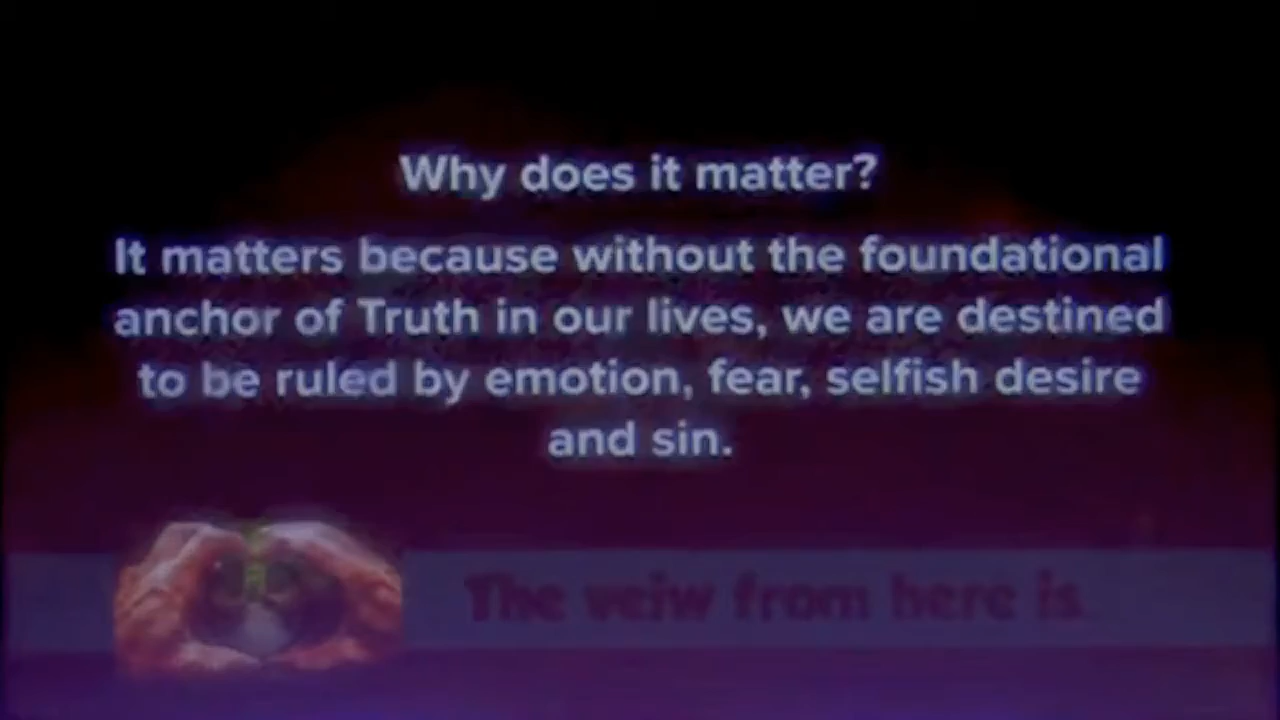 Why does it matter?
It matters because without the foundational
anchor of Truth in our lives, we are destined
to be ruled by emotion, fear, selfish desire
and sin.
The veiw from here is